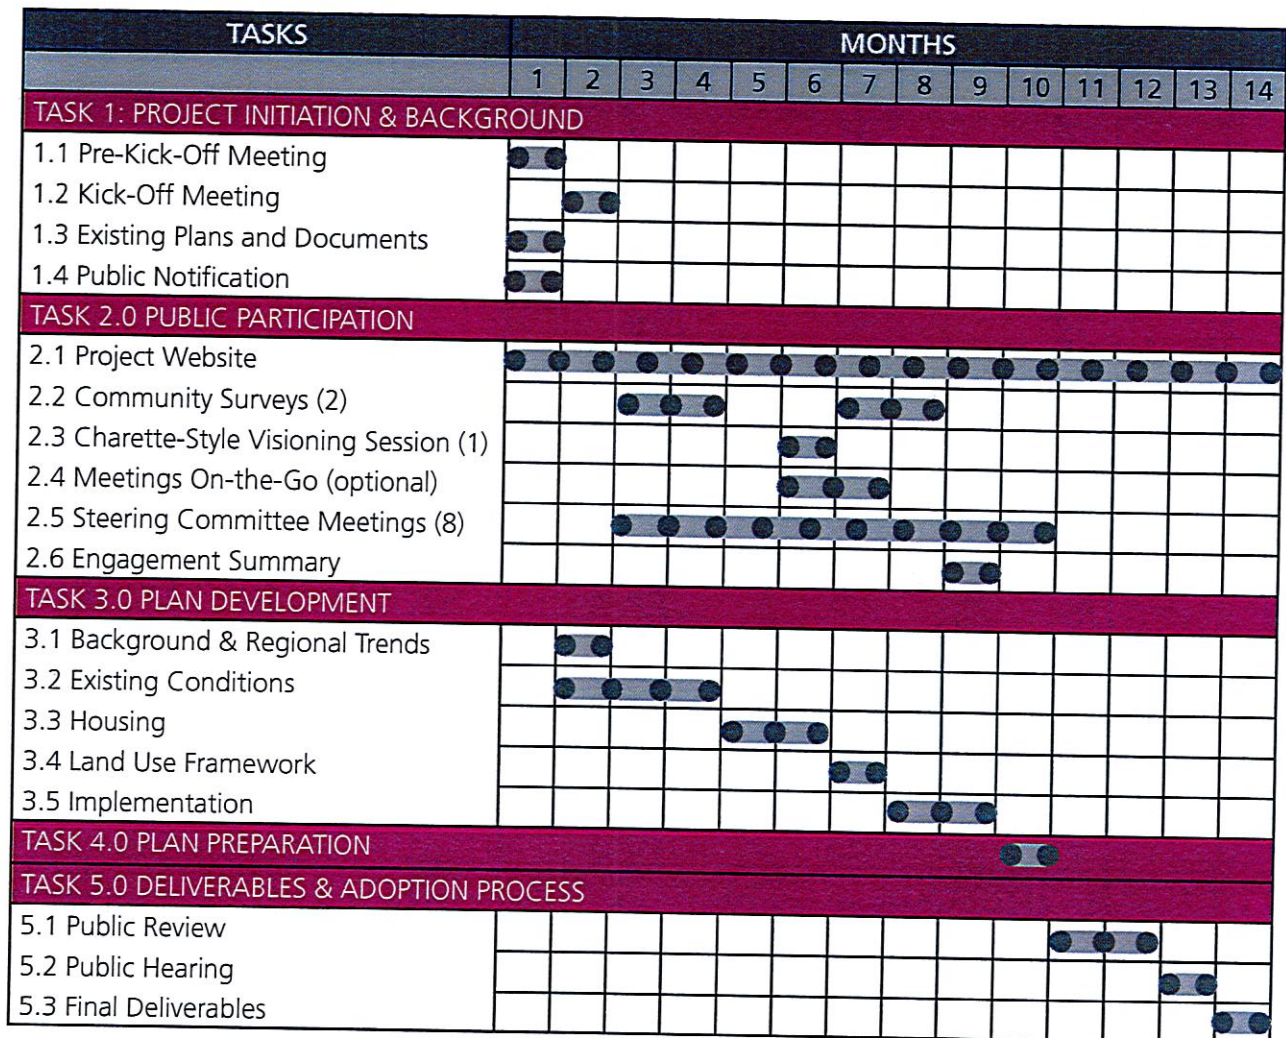 TASKS MONTHS
1 2 3 4 5 6 7 8 9 10 11 12 13 14
TASK 1: PROJECT INITIATION & BACKGROUND
1.1 Pre-Kick-Off Meeting
1.2 Kick-Off Meeting
1.3 Existing Plans and Documents
1.4 Public Notification
TASK 2.0 PUBLIC PARTICIPATION
2.1 Project Website
2.2 Community Surveys (2)
2.3 Charette-Style Visioning Session (1)
2.4 Meetings On-the-Go (optional)
2.5 Steering Committee Meetings (8)
2.6 Engagement Summary
TASK 3.0 PLAN DEVELOPMENT
3.1 Background & Regional Trends
3.2 Existing Conditions
3.3 Housing
3.4 Land Use Framework
3.5 Implementation
TASK 4.0 PLAN PREPARATION
TASK 5.0 DELIVERABLES & ADOPTION PROCESS
5.1 Public Review
5.2 Public Hearing
5.3 Final Deliverables